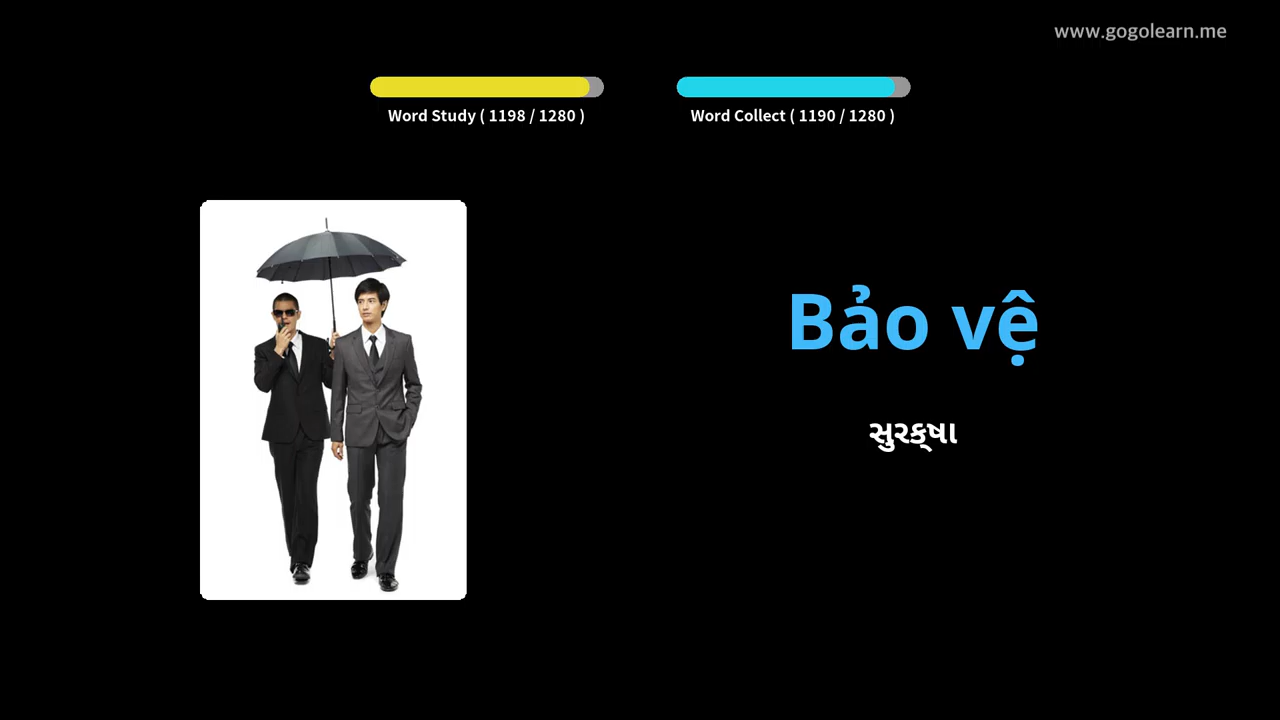 www.gogolearn.me
Word Study ( 1198 / 1280 )
Word Collect ( 1190 / 1280 )
Bảo vệ
સુરક્ષા